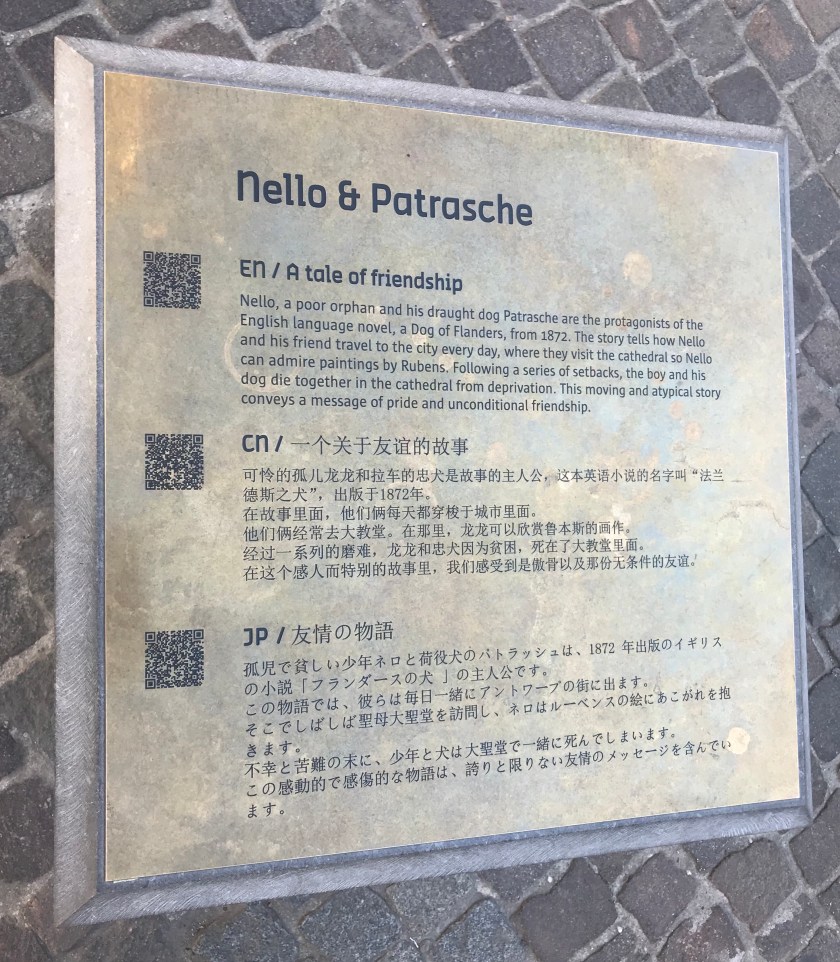 Nello & Patrasche
EN / A tale of friendship
Nello, a poor orphan and his draught dog Patrasche are the protagonists of the
English language novel, a Dog of Flanders, from 1872. The story tells how Nello
and his friend travel to the city every day, where they visit the cathedral so Nello
can admire paintings by Rubens. Following a series of setbacks, the boy and his
dog die together in the cathedral from deprivation. This moving and atypical story
conveys a message of pride and unconditional friendship.
CN / 一个关于友谊的故事
可怜的孤儿龙龙和拉车的忠犬是故事的主人公，这本英语小说的名字叫“法兰
德斯之犬”，出版于1872年。
在故事里面，他们俩每天都穿梭于城市里面。
他们俩经常去大教堂。在那里，龙龙可以欣赏鲁本斯的画作。
经过一系列的磨难，龙龙和忠犬因为贫困，死在了大教堂里面。
在这个感人而特别的故事里，我们感受到是傲骨以及那份无条件的友谊。
JP / 友情の物語
孤児で貧しい少年ネロと荷役犬のパトラッシュは、1872 年出版のイギリス
の小説「フランダースの犬 」の主人公です。
この物語では、彼らは毎日一緒にアントワープの街に出ます。
そこでしばしば聖母大聖堂を訪問し、ネロはルーベンスの絵にあこがれを抱
きます。
不幸と苦難の末に、少年と犬は大聖堂で一緒に死んでしまいます。
この感動的で感傷的な物語は、誇りと限りない友情のメッセージを含んでい
ます。